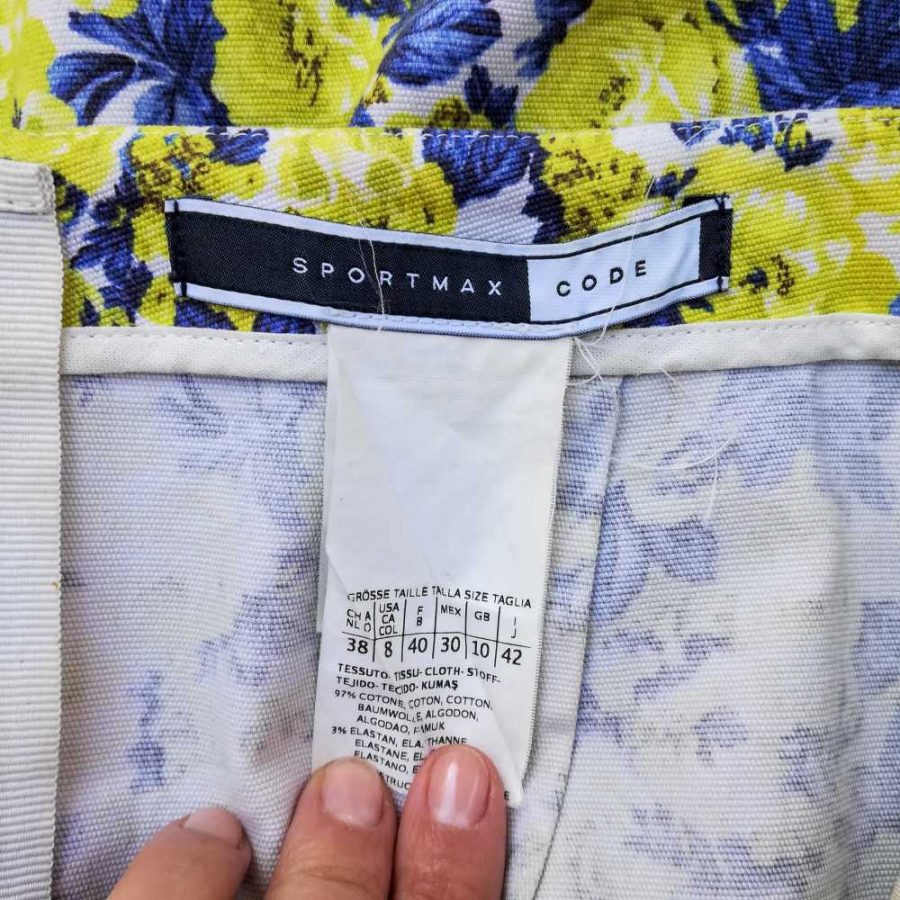 SPORTMAX CODE
GRÖSSE TAILLE TALLA SIZE TAGLIA
CH A USA F MEX GB I
NL D CA B J
COL
38 8 40 30 10 42
TESSUTO-TISSU-CLOTH-STOFF-
TEJIDO-TECIDO-KUMAŞ
97% COTONE, COTON, COTTON,
BAUMWOLLE, ALGODON,
ALGODAO, PAMUK
3% ELASTAN, ELASTHANNE
ELASTANE,
ELASTANO,